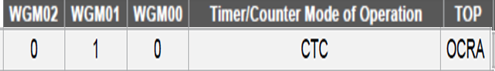 WGM02 WGM01 WGM00 Timer/Counter Mode of Operation TOP
0 1 0 CTC OCRA